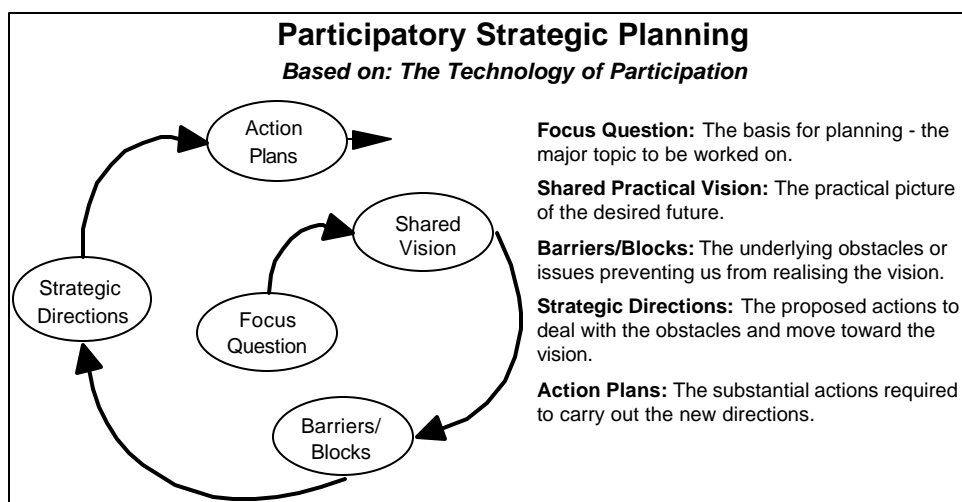 Participatory Strategic Planning
Based on: The Technology of Participation
Action
Plans
Shared
Vision
Strategic
Directions
Focus
Question
Barriers/
Blocks
Focus Question: The basis for planning - the
major topic to be worked on.
Shared Practical Vision: The practical picture
of the desired future.
Barriers/Blocks: The underlying obstacles or
issues preventing us from realising the vision.
Strategic Directions: The proposed actions to
deal with the obstacles and move toward the
vision.
Action Plans: The substantial actions required
to carry out the new directions.